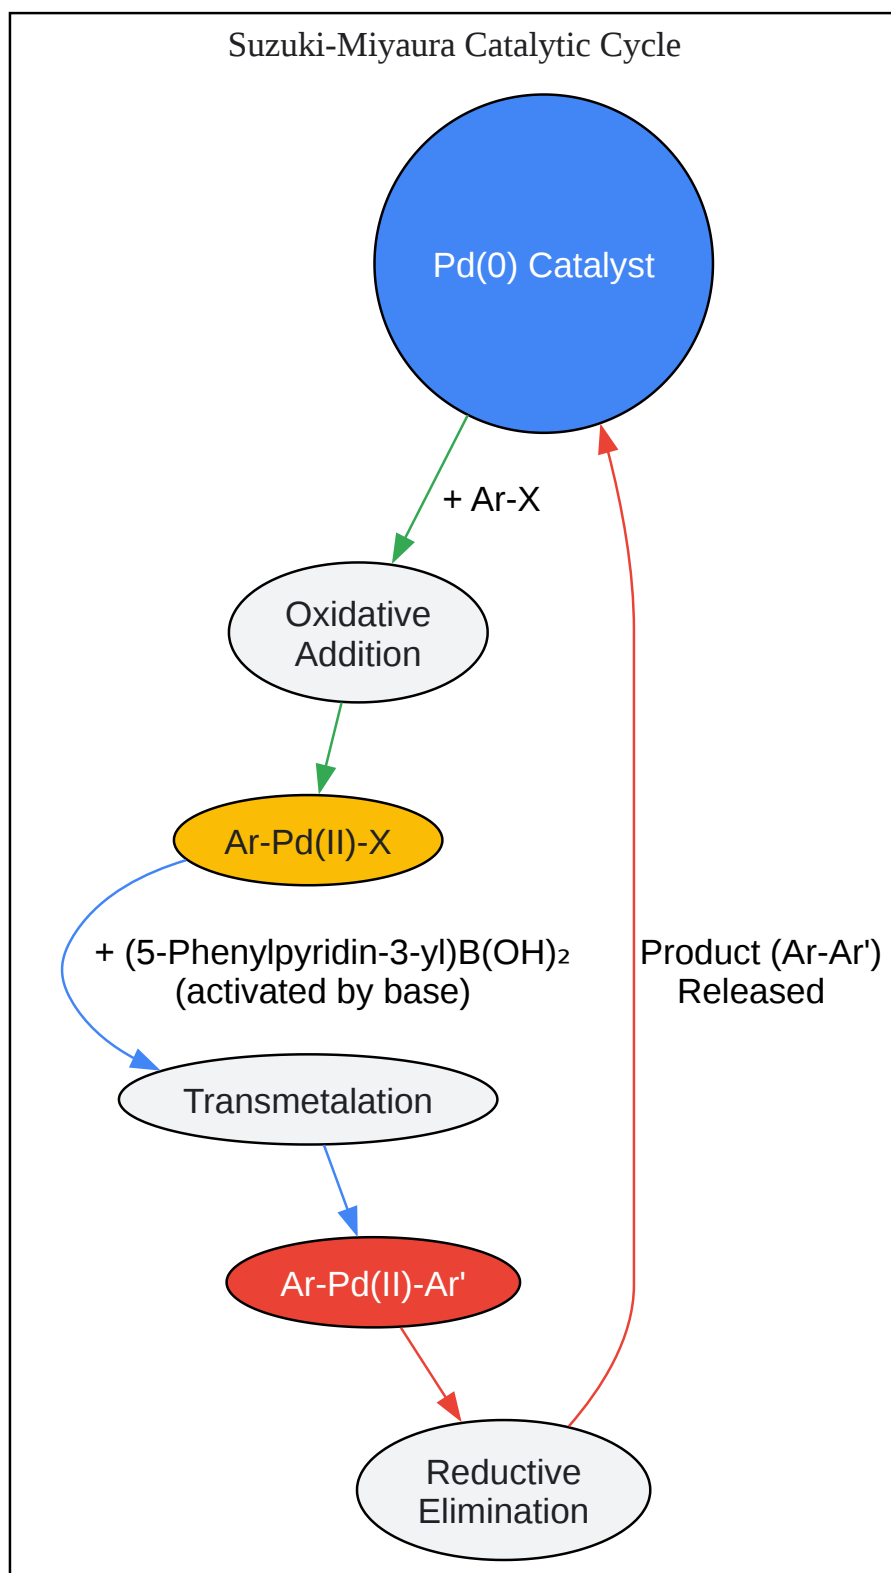 Suzuki-Miyaura Catalytic Cycle
Pd(0) Catalyst
+ Ar-X
Oxidative
Addition
Ar-Pd(II)-X
+ (5-Phenylpyridin-3-yl)B(OH)₂
(activated by base)
Product (Ar-Ar')
Released
Transmetalation
Ar-Pd(II)-Ar'
Reductive
Elimination